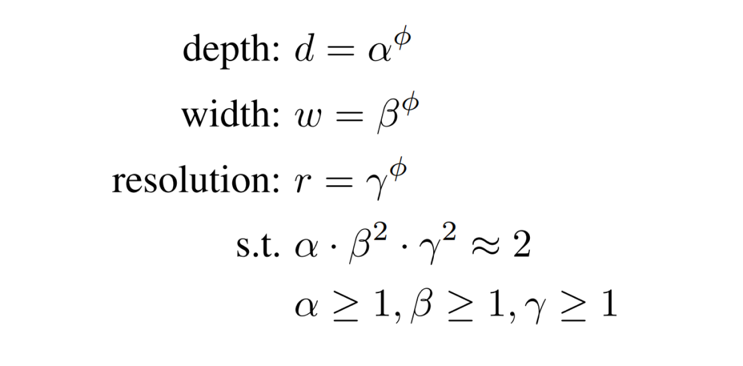 depth: d = α^ϕ
width: w = β^ϕ
resolution: r = γ^ϕ
s.t. α · β² · γ² ≈ 2
α ≥ 1, β ≥ 1, γ ≥ 1